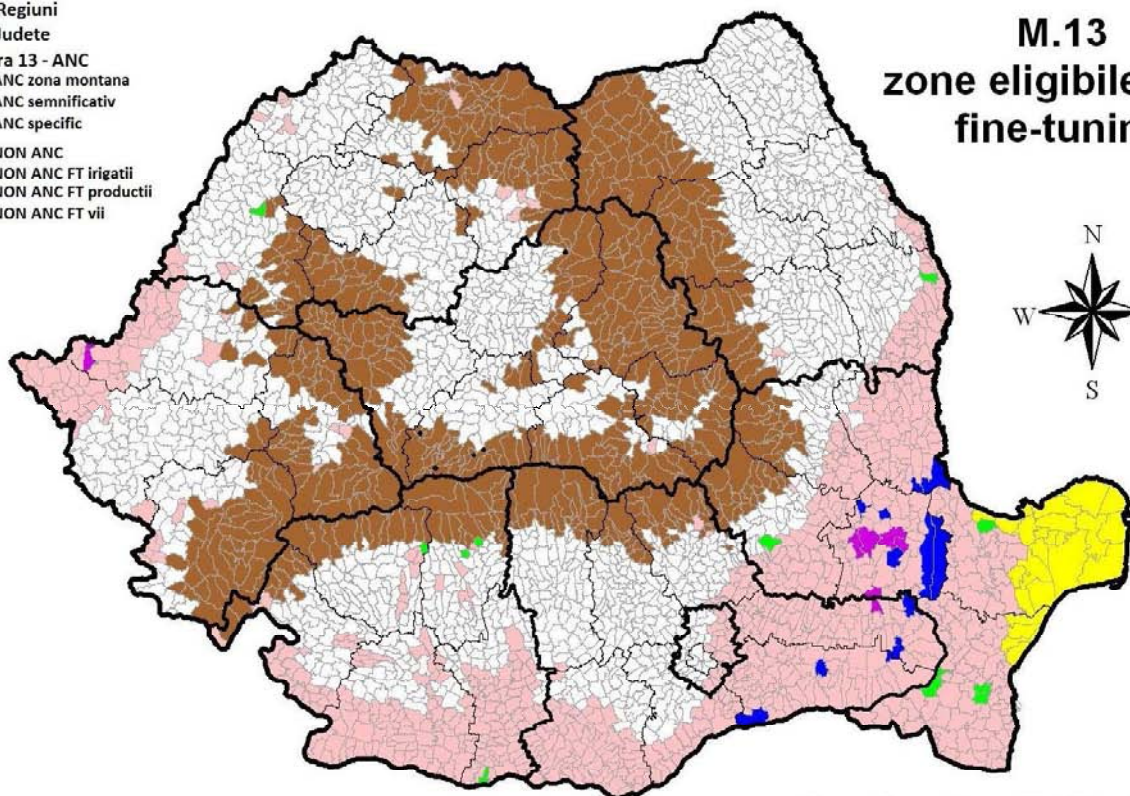 Regiuni
Judete
ra 13 - ANC
ANC zona montana
ANC semnificativ
ANC specific
NON ANC
NON ANC FT irigatii
NON ANC FT productii
NON ANC FT vii
M.13
zone eligibile
fine-tunin
N
W
S